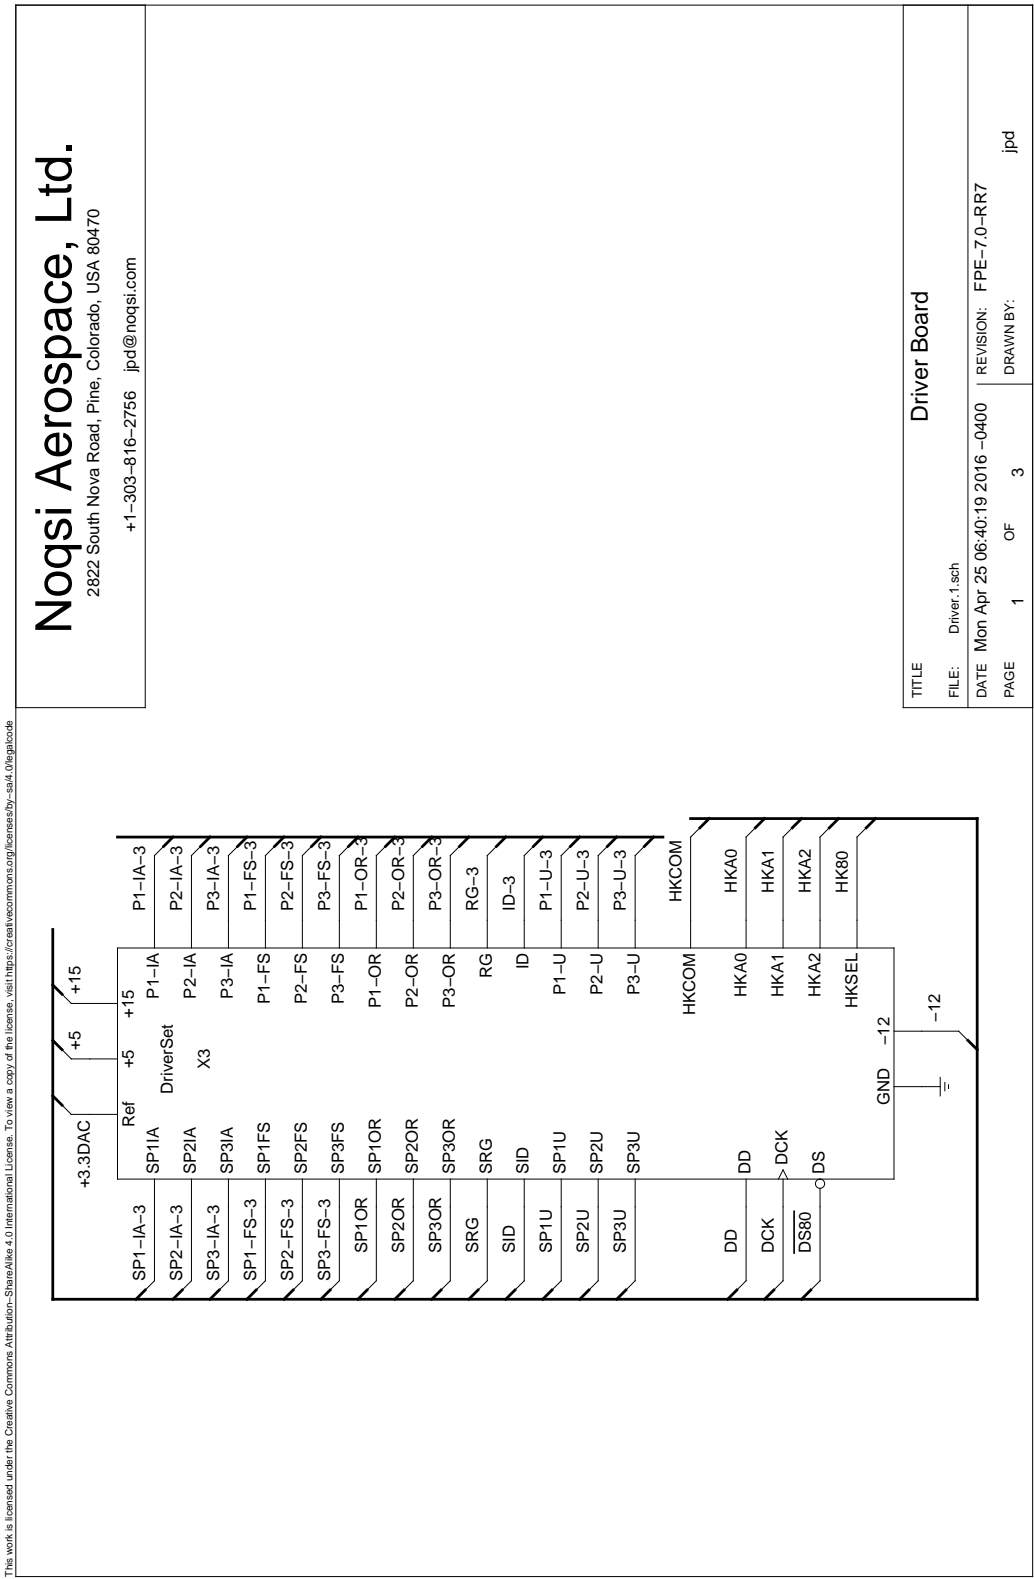 This work is licensed under the Creative Commons Attribution−ShareAlike 4.0 International License. To view a copy of the license, visit https://creativecommons.org/licenses/by−sa/4.0/legalcode
Noqsi Aerospace, Ltd.
2822 South Nova Road, Pine, Colorado, USA 80470
+1−303−816−2756 jpd@noqsi.com
+3.3DAC
+5
+15
Ref
+5
+15
DriverSet
X3
SP1−IA−3 SP1IA P1−IA P1−IA−3
SP2−IA−3 SP2IA P2−IA P2−IA−3
SP3−IA−3 SP3IA P3−IA P3−IA−3
SP1−FS−3 SP1FS P1−FS P1−FS−3
SP2−FS−3 SP2FS P2−FS P2−FS−3
SP3−FS−3 SP3FS P3−FS P3−FS−3
SP1OR SP1OR P1−OR P1−OR−3
SP2OR SP2OR P2−OR P2−OR−3
SP3OR SP3OR P3−OR P3−OR−3
SRG SRG RG RG−3
SID SID ID ID−3
SP1U SP1U P1−U P1−U−3
SP2U SP2U P2−U P2−U−3
SP3U SP3U P3−U P3−U−3
HKCOM HKCOM
DD DD HKA0 HKA0
DCK DCK HKA1 HKA1
DS80 DS HKA2 HKA2
HKSEL HK80
GND
−12
−12
TITLE
Driver Board
FILE: Driver.1.sch
DATE Mon Apr 25 06:40:19 2016 −0400
REVISION: FPE−7.0−RR7
PAGE 1 OF 3
DRAWN BY: jpd